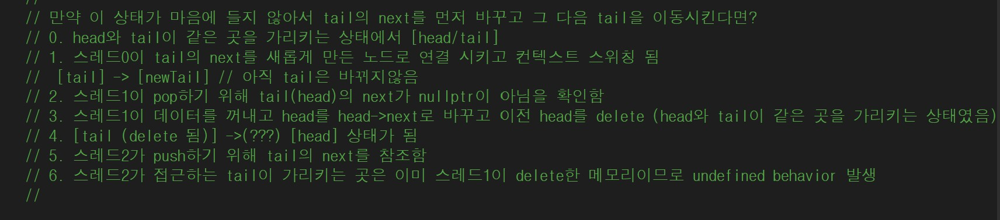 //
// 만약 이 상태가 마음에 들지 않아서 tail의 next를 먼저 바꾸고 그 다음 tail을 이동시킨다면?
// 0. head와 tail이 같은 곳을 가리키는 상태에서 [head/tail]
// 1. 스레드0이 tail의 next를 새롭게 만든 노드로 연결 시키고 컨텍스트 스위칭 됨
//  [tail] -> [newTail] // 아직 tail은 바뀌지않음
// 2. 스레드1이 pop하기 위해 tail(head)의 next가 nullptr이 아님을 확인함
// 3. 스레드1이 데이터를 꺼내고 head를 head->next로 바꾸고 이전 head를 delete (head와 tail이 같은 곳을 가리키는 상태였음)
// 4. [tail (delete 됨)] ->(???) [head] 상태가 됨
// 5. 스레드2가 push하기 위해 tail의 next를 참조함
// 6. 스레드2가 접근하는 tail이 가리키는 곳은 이미 스레드1이 delete한 메모리이므로 undefined behavior 발생
//